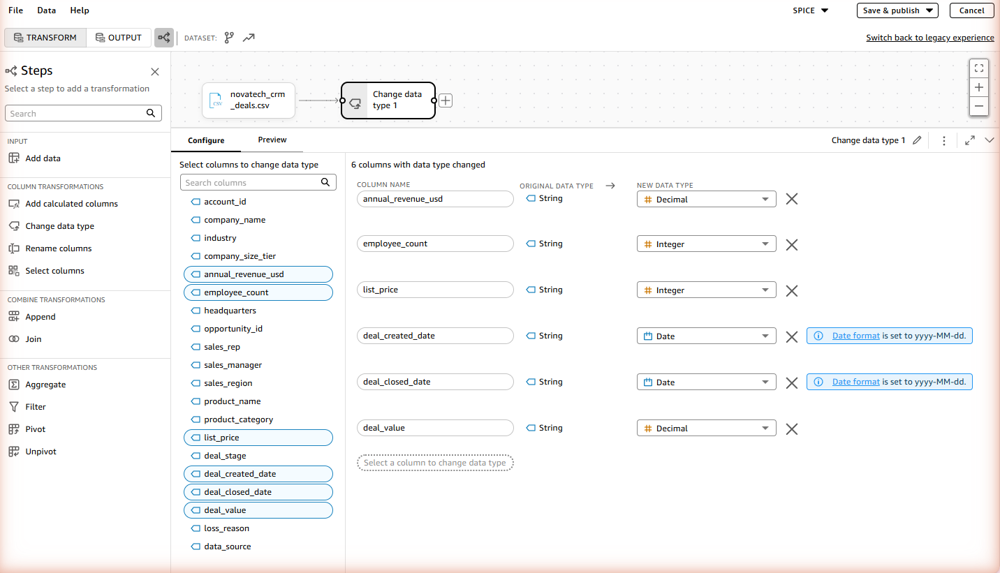 File Data Help
SPICE Save & publish Cancel
TRANSFORM OUTPUT DATASET: Switch back to legacy experience
Steps
Select a step to add a transformation
Search
INPUT
Add data
COLUMN TRANSFORMATIONS
Add calculated columns
Change data type
Rename columns
Select columns
COMBINE TRANSFORMATIONS
Append
Join
OTHER TRANSFORMATIONS
Aggregate
Filter
Pivot
Unpivot
CSV
novatech_crm
_deals.csv
Change data
type 1
Configure Preview Change data type 1
Select columns to change data type
Search columns
account_id
company_name
industry
company_size_tier
annual_revenue_usd
employee_count
headquarters
opportunity_id
sales_rep
sales_manager
sales_region
product_name
product_category
list_price
deal_stage
deal_created_date
deal_closed_date
deal_value
loss_reason
data_source
6 columns with data type changed
COLUMN NAME ORIGINAL DATA TYPE NEW DATA TYPE
annual_revenue_usd String Decimal
employee_count String Integer
list_price String Integer
deal_created_date String Date Date format is set to yyyy-MM-dd.
deal_closed_date String Date Date format is set to yyyy-MM-dd.
deal_value String Decimal
Select a column to change data type